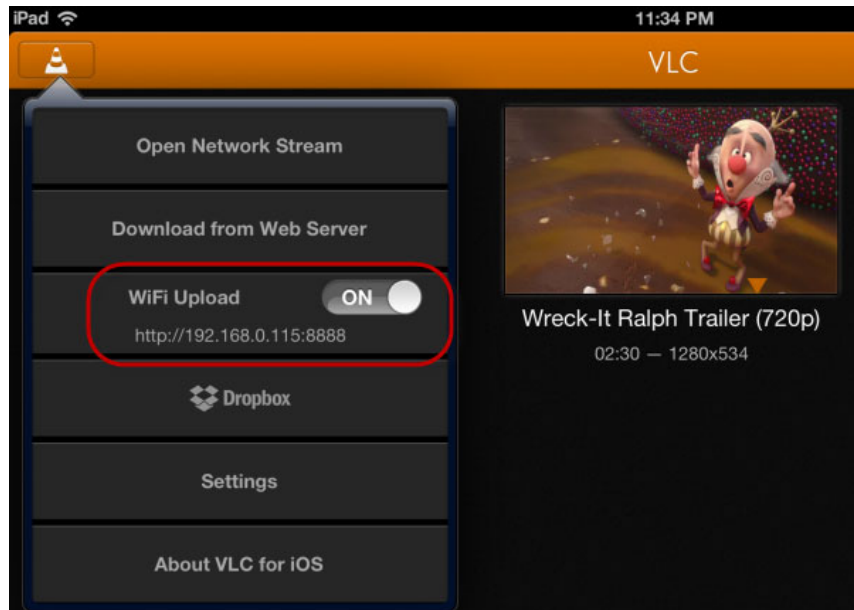 iPad 11:34 PM
VLC
Open Network Stream
Download from Web Server
WiFi Upload ON
http://192.168.0.115:8888
Dropbox
Settings
About VLC for iOS
Wreck-It Ralph Trailer (720p)
02:30 — 1280x534